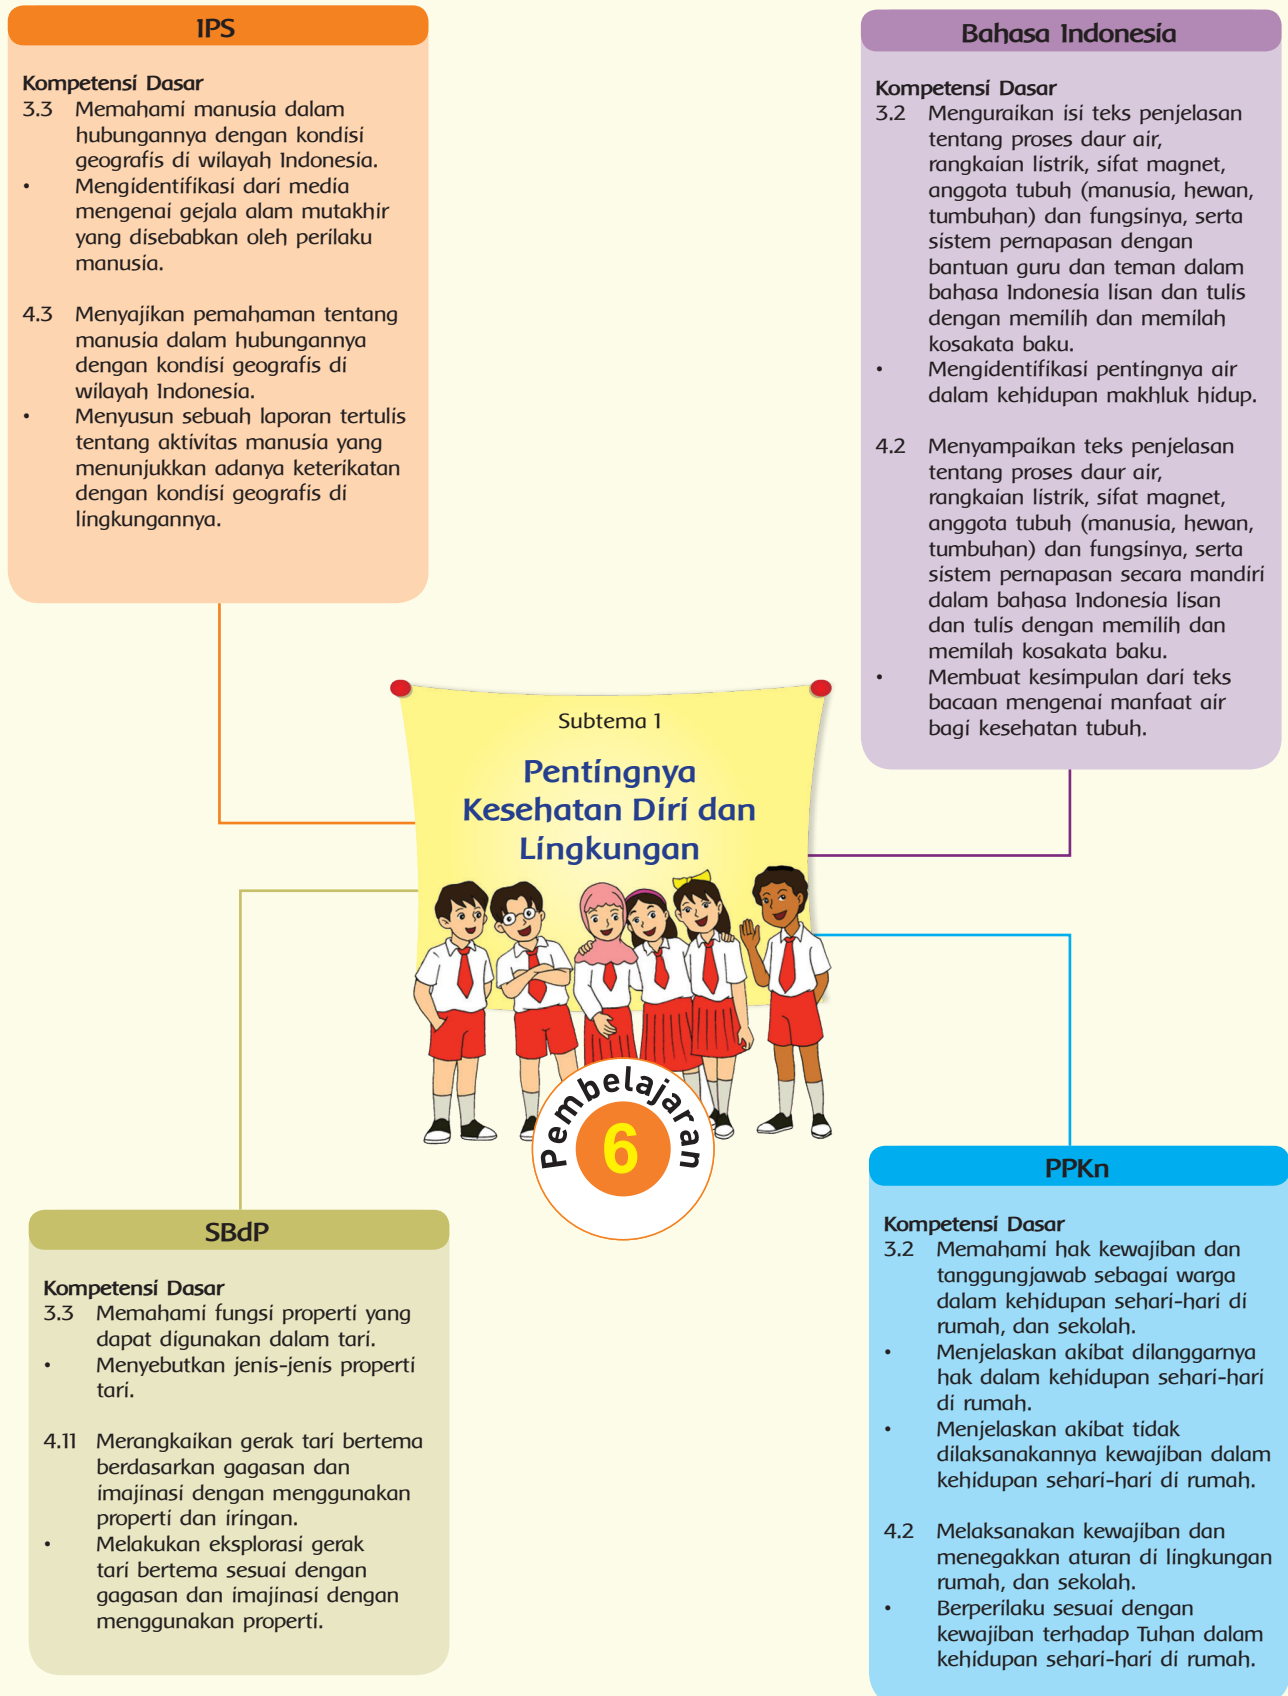 IPS
Kompetensi Dasar
3.3 Memahami manusia dalam
hubungannya dengan kondisi
geografis di wilayah Indonesia.
• Mengidentifikasi dari media
mengenai gejala alam mutakhir
yang disebabkan oleh perilaku
manusia.
4.3 Menyajikan pemahaman tentang
manusia dalam hubungannya
dengan kondisi geografis di
wilayah Indonesia.
• Menyusun sebuah laporan tertulis
tentang aktivitas manusia yang
menunjukkan adanya keterikatan
dengan kondisi geografis di
lingkungannya.
Bahasa Indonesia
Kompetensi Dasar
3.2 Menguraikan isi teks penjelasan
tentang proses daur air,
rangkaian listrik, sifat magnet,
anggota tubuh (manusia, hewan,
tumbuhan) dan fungsinya, serta
sistem pernapasan dengan
bantuan guru dan teman dalam
bahasa Indonesia lisan dan tulis
dengan memilih dan memilah
kosakata baku.
• Mengidentifikasi pentingnya air
dalam kehidupan makhluk hidup.
4.2 Menyampaikan teks penjelasan
tentang proses daur air,
rangkaian listrik, sifat magnet,
anggota tubuh (manusia, hewan,
tumbuhan) dan fungsinya, serta
sistem pernapasan secara mandiri
dalam bahasa Indonesia lisan
dan tulis dengan memilih dan
memilah kosakata baku.
• Membuat kesimpulan dari teks
bacaan mengenai manfaat air
bagi kesehatan tubuh.
Subtema 1
Pentingnya
Kesehatan Diri dan
Lingkungan
Pembelajaran
6
SBdP
Kompetensi Dasar
3.3 Memahami fungsi properti yang
dapat digunakan dalam tari.
• Menyebutkan jenis-jenis properti
tari.
4.11 Merangkaikan gerak tari bertema
berdasarkan gagasan dan
imajinasi dengan menggunakan
properti dan iringan.
• Melakukan eksplorasi gerak
tari bertema sesuai dengan
gagasan dan imajinasi dengan
menggunakan properti.
PPKn
Kompetensi Dasar
3.2 Memahami hak kewajiban dan
tanggungjawab sebagai warga
dalam kehidupan sehari-hari di
rumah, dan sekolah.
• Menjelaskan akibat dilanggarnya
hak dalam kehidupan sehari-hari
di rumah.
• Menjelaskan akibat tidak
dilaksanakannya kewajiban dalam
kehidupan sehari-hari di rumah.
4.2 Melaksanakan kewajiban dan
menegakkan aturan di lingkungan
rumah, dan sekolah.
• Berperilaku sesuai dengan
kewajiban terhadap Tuhan dalam
kehidupan sehari-hari di rumah.